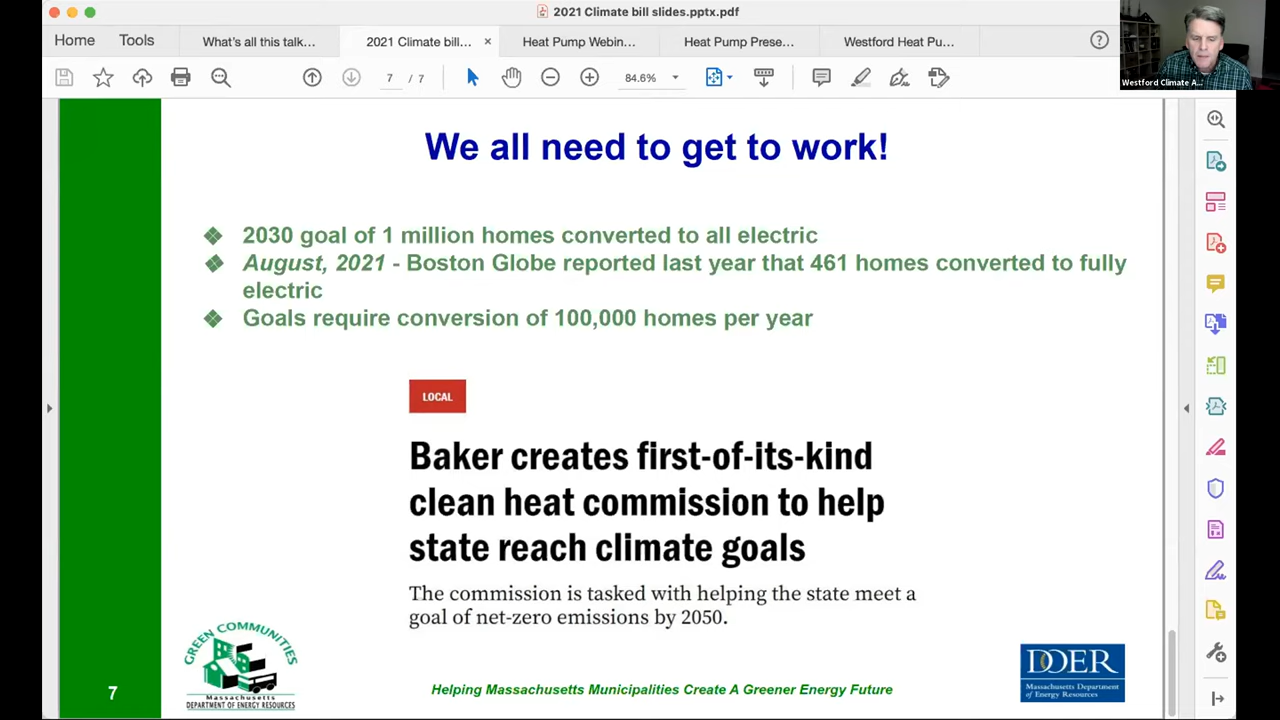 2021 Climate bill slides.pptx.pdf
Home
Tools
What's all this talk...
2021 Climate bill...
×
Heat Pump Webin...
Heat Pump Prese...
Westford Heat Pu...
7 / 7
84.6%
Westford Climate A...
We all need to get to work!
❖ 2030 goal of 1 million homes converted to all electric
❖ August, 2021 - Boston Globe reported last year that 461 homes converted to fully
electric
❖ Goals require conversion of 100,000 homes per year
LOCAL
Baker creates first-of-its-kind
clean heat commission to help
state reach climate goals
The commission is tasked with helping the state meet a
goal of net-zero emissions by 2050.
7
GREEN COMMUNITIES
Massachusetts
DEPARTMENT OF ENERGY RESOURCES
Helping Massachusetts Municipalities Create A Greener Energy Future
DOER
Massachusetts Department
of Energy Resources